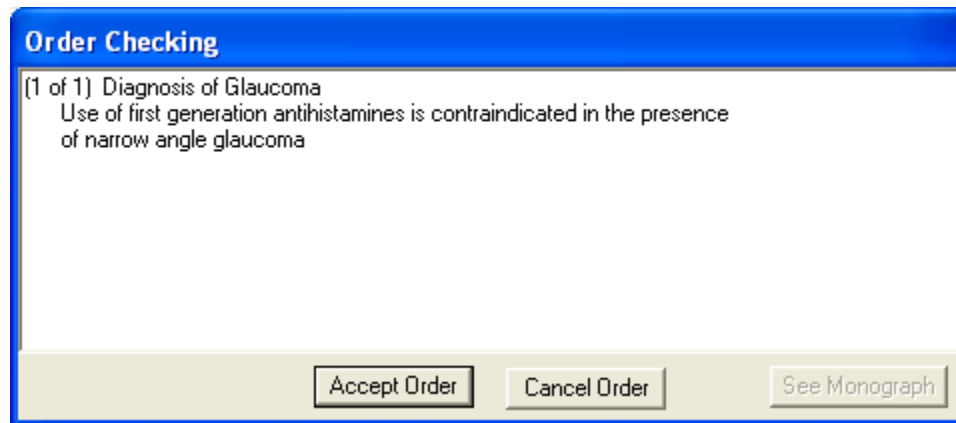 Order Checking
(1 of 1) Diagnosis of Glaucoma
Use of first generation antihistamines is contraindicated in the presence
of narrow angle glaucoma
Accept Order Cancel Order See Monograph